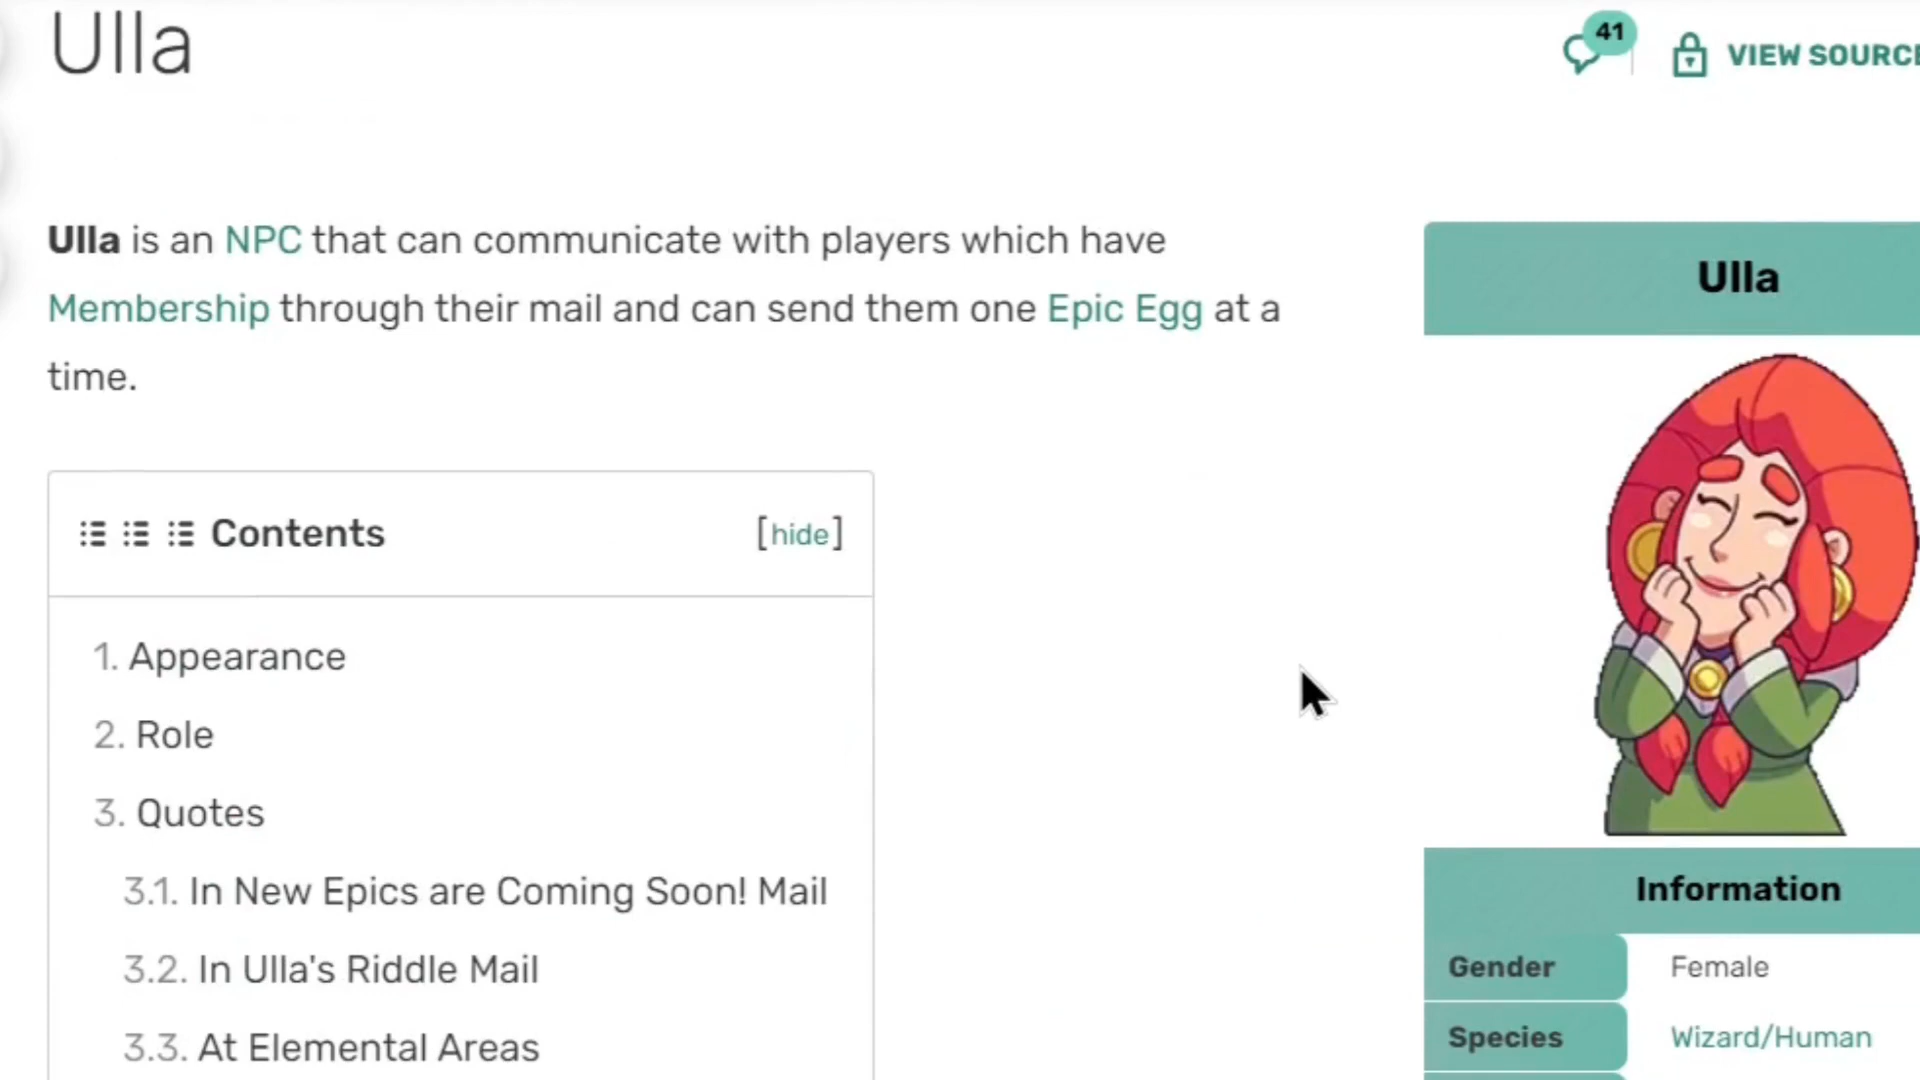 Ulla
41
VIEW SOURCE
Ulla is an NPC that can communicate with players which have
Membership through their mail and can send them one Epic Egg at a
time.
Contents [hide]
1. Appearance
2. Role
3. Quotes
3.1. In New Epics are Coming Soon! Mail
3.2. In Ulla's Riddle Mail
3.3. At Elemental Areas
Ulla
Information
Gender Female
Species Wizard/Human